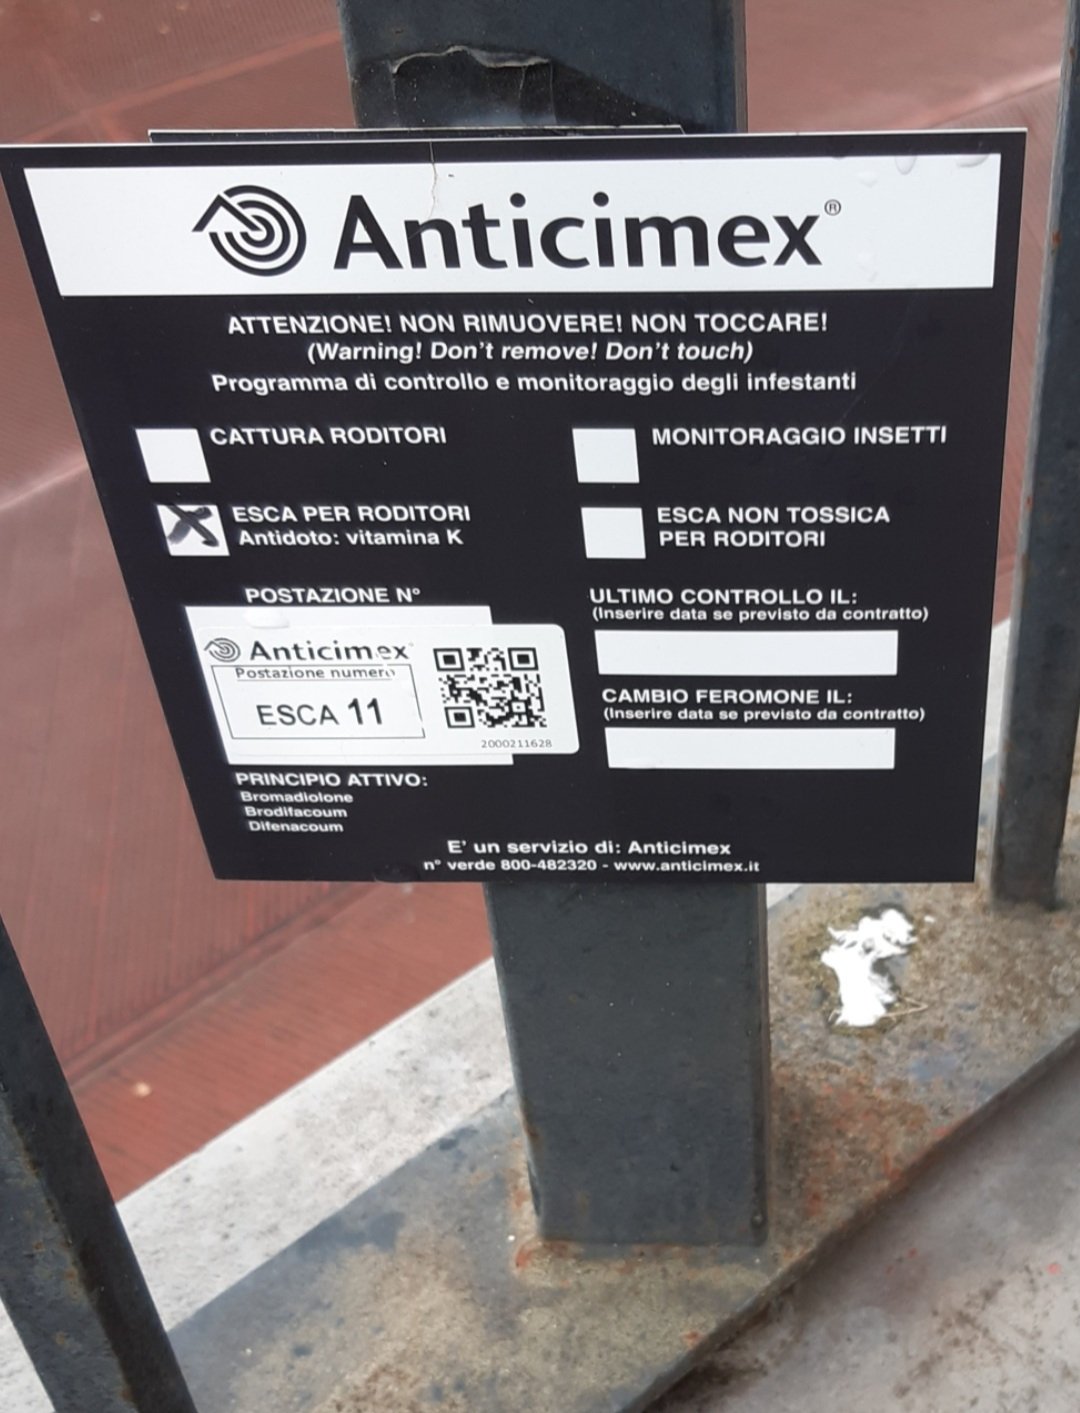 Anticimex®
ATTENZIONE! NON RIMUOVERE! NON TOCCARE!
(Warning! Don't remove! Don't touch)
Programma di controllo e monitoraggio degli infestanti
CATTURA RODITORI
MONITORAGGIO INSETTI
ESCA PER RODITORI
Antidoto: vitamina K
ESCA NON TOSSICA
PER RODITORI
POSTAZIONE N°
Anticimex
Postazione numero
ESCA 11
2000211628
ULTIMO CONTROLLO IL:
(Inserire data se previsto da contratto)
CAMBIO FEROMONE IL:
(Inserire data se previsto da contratto)
PRINCIPIO ATTIVO:
Bromadiolone
Brodifacoum
Difenacoum
E' un servizio di: Anticimex
n° verde 800-482320 - www.anticimex.it